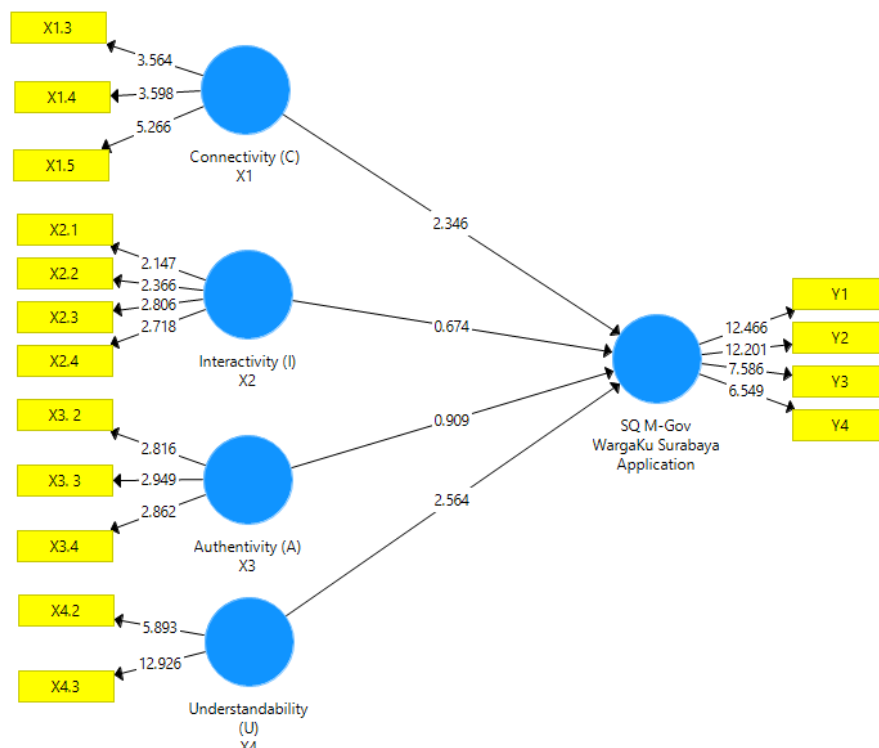 X1.3
3.564
X1.4
3.598
5.266
X1.5
Connectivity (C)
X1
2.346
X2.1
2.147
X2.2
2.366
X2.3
2.806
2.718
X2.4
Interactivity (I)
X2
0.674
X3. 2
2.816
X3. 3
2.949
2.862
X3.4
Authentivity (A)
X3
0.909
X4.2
5.893
12.926
X4.3
Understandability
(U)
X4
2.564
SQ M-Gov
WargaKu Surabaya
Application
12.466
Y1
12.201
Y2
7.586
Y3
6.549
Y4